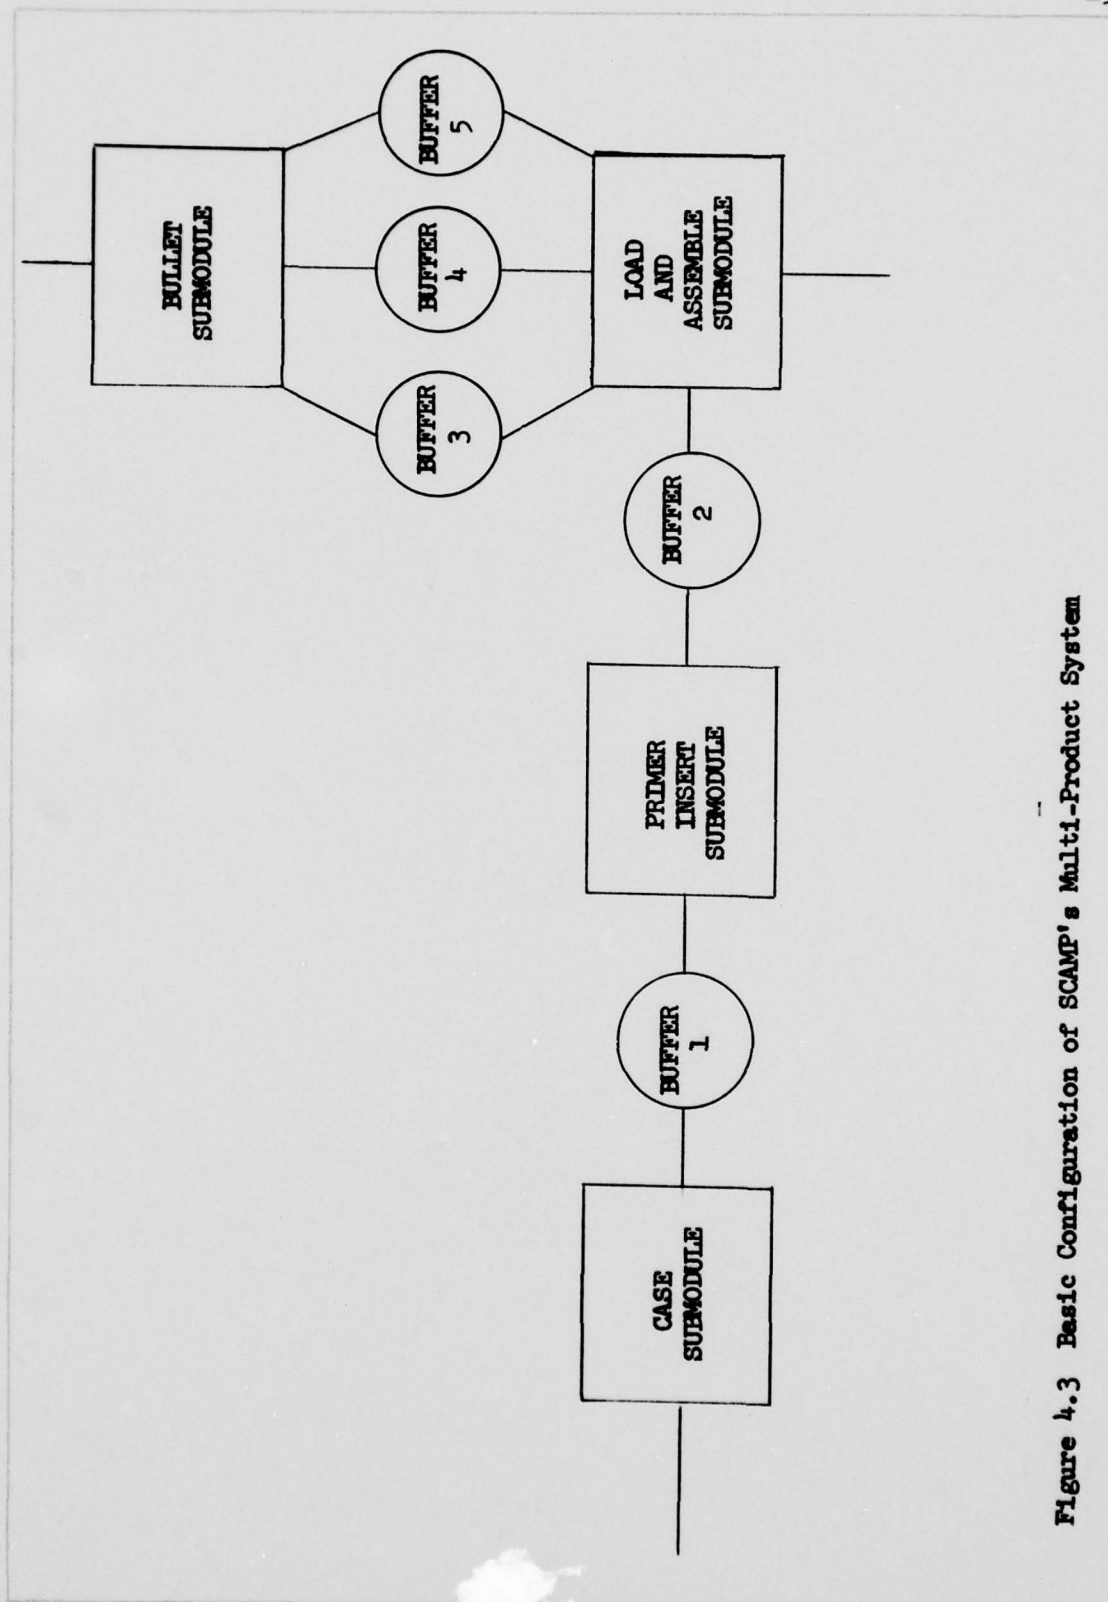 BULLET
SUBMODULE
BUFFER
3
BUFFER
4
BUFFER
5
CASE
SUBMODULE
BUFFER
1
PRIMER
INSERT
SUBMODULE
BUFFER
2
LOAD
AND
ASSEMBLE
SUBMODULE
Figure 4.3 Basic Configuration of SCAMP's Multi-Product System